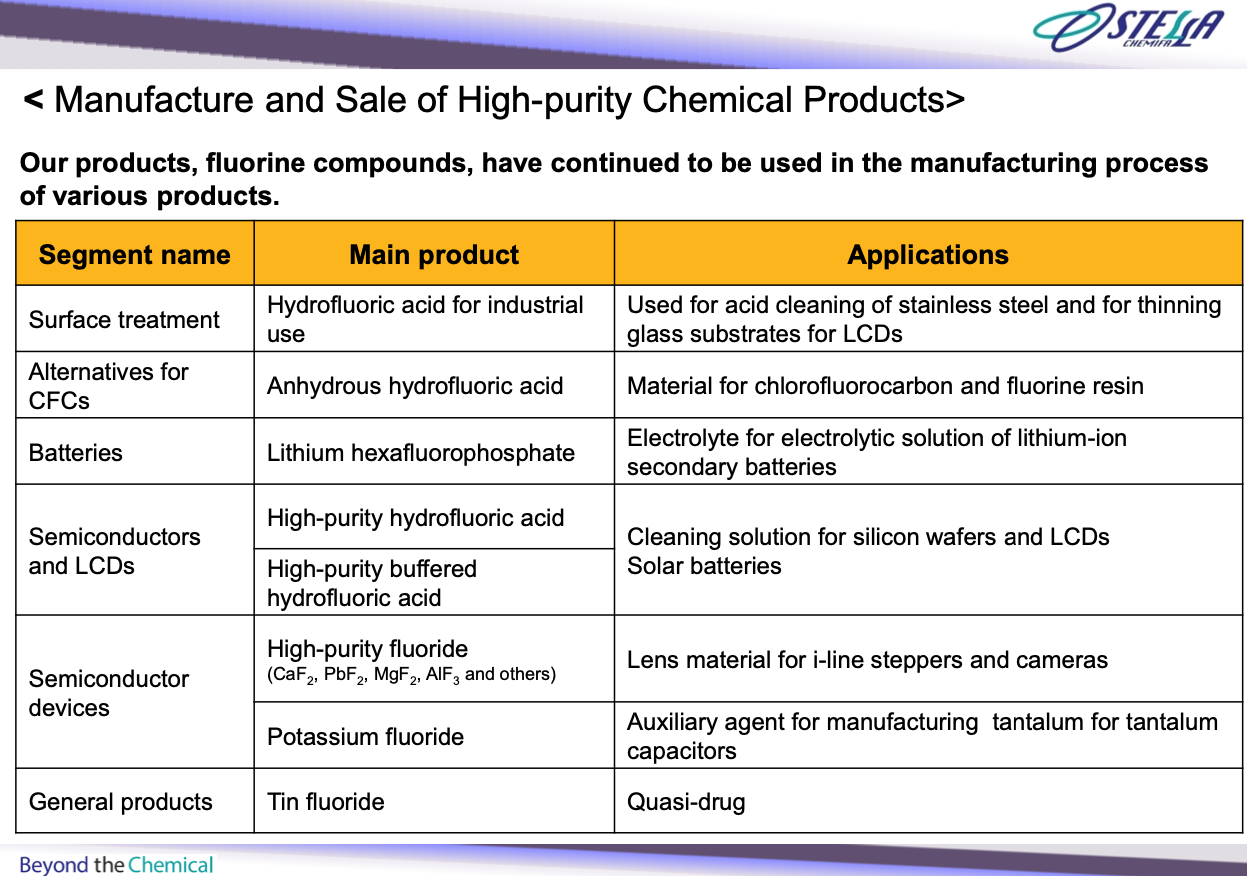 STELLA
CHEMIFA
< Manufacture and Sale of High-purity Chemical Products>
Our products, fluorine compounds, have continued to be used in the manufacturing process
of various products.
Segment name
Main product
Applications
Surface treatment
Hydrofluoric acid for industrial
use
Used for acid cleaning of stainless steel and for thinning
glass substrates for LCDs
Alternatives for
CFCs
Anhydrous hydrofluoric acid
Material for chlorofluorocarbon and fluorine resin
Batteries
Lithium hexafluorophosphate
Electrolyte for electrolytic solution of lithium-ion
secondary batteries
Semiconductors
and LCDs
High-purity hydrofluoric acid
High-purity buffered
hydrofluoric acid
Cleaning solution for silicon wafers and LCDs
Solar batteries
Semiconductor
devices
High-purity fluoride
(CaF₂, PbF₂, MgF₂, AlF₃ and others)
Lens material for i-line steppers and cameras
Potassium fluoride
Auxiliary agent for manufacturing  tantalum for tantalum
capacitors
General products
Tin fluoride
Quasi-drug
Beyond the Chemical